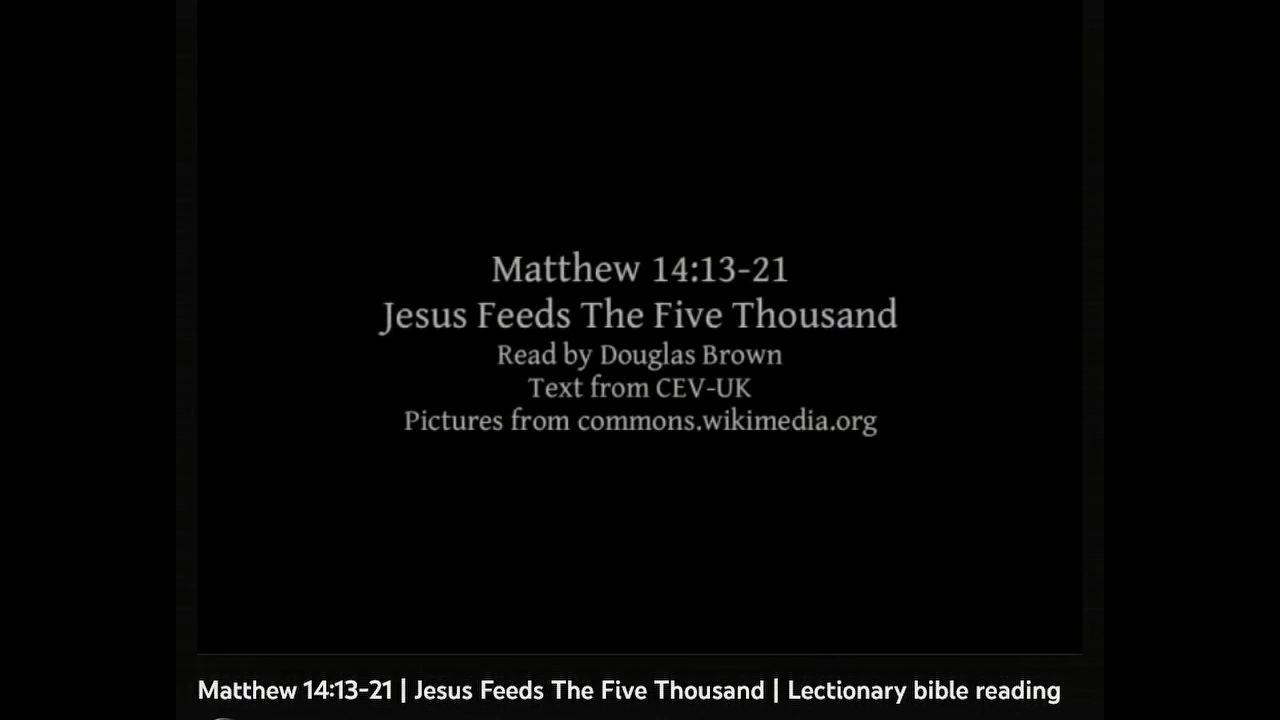 Matthew 14:13-21
Jesus Feeds The Five Thousand
Read by Douglas Brown
Text from CEV-UK
Pictures from commons.wikimedia.org
Matthew 14:13-21 | Jesus Feeds The Five Thousand | Lectionary bible reading